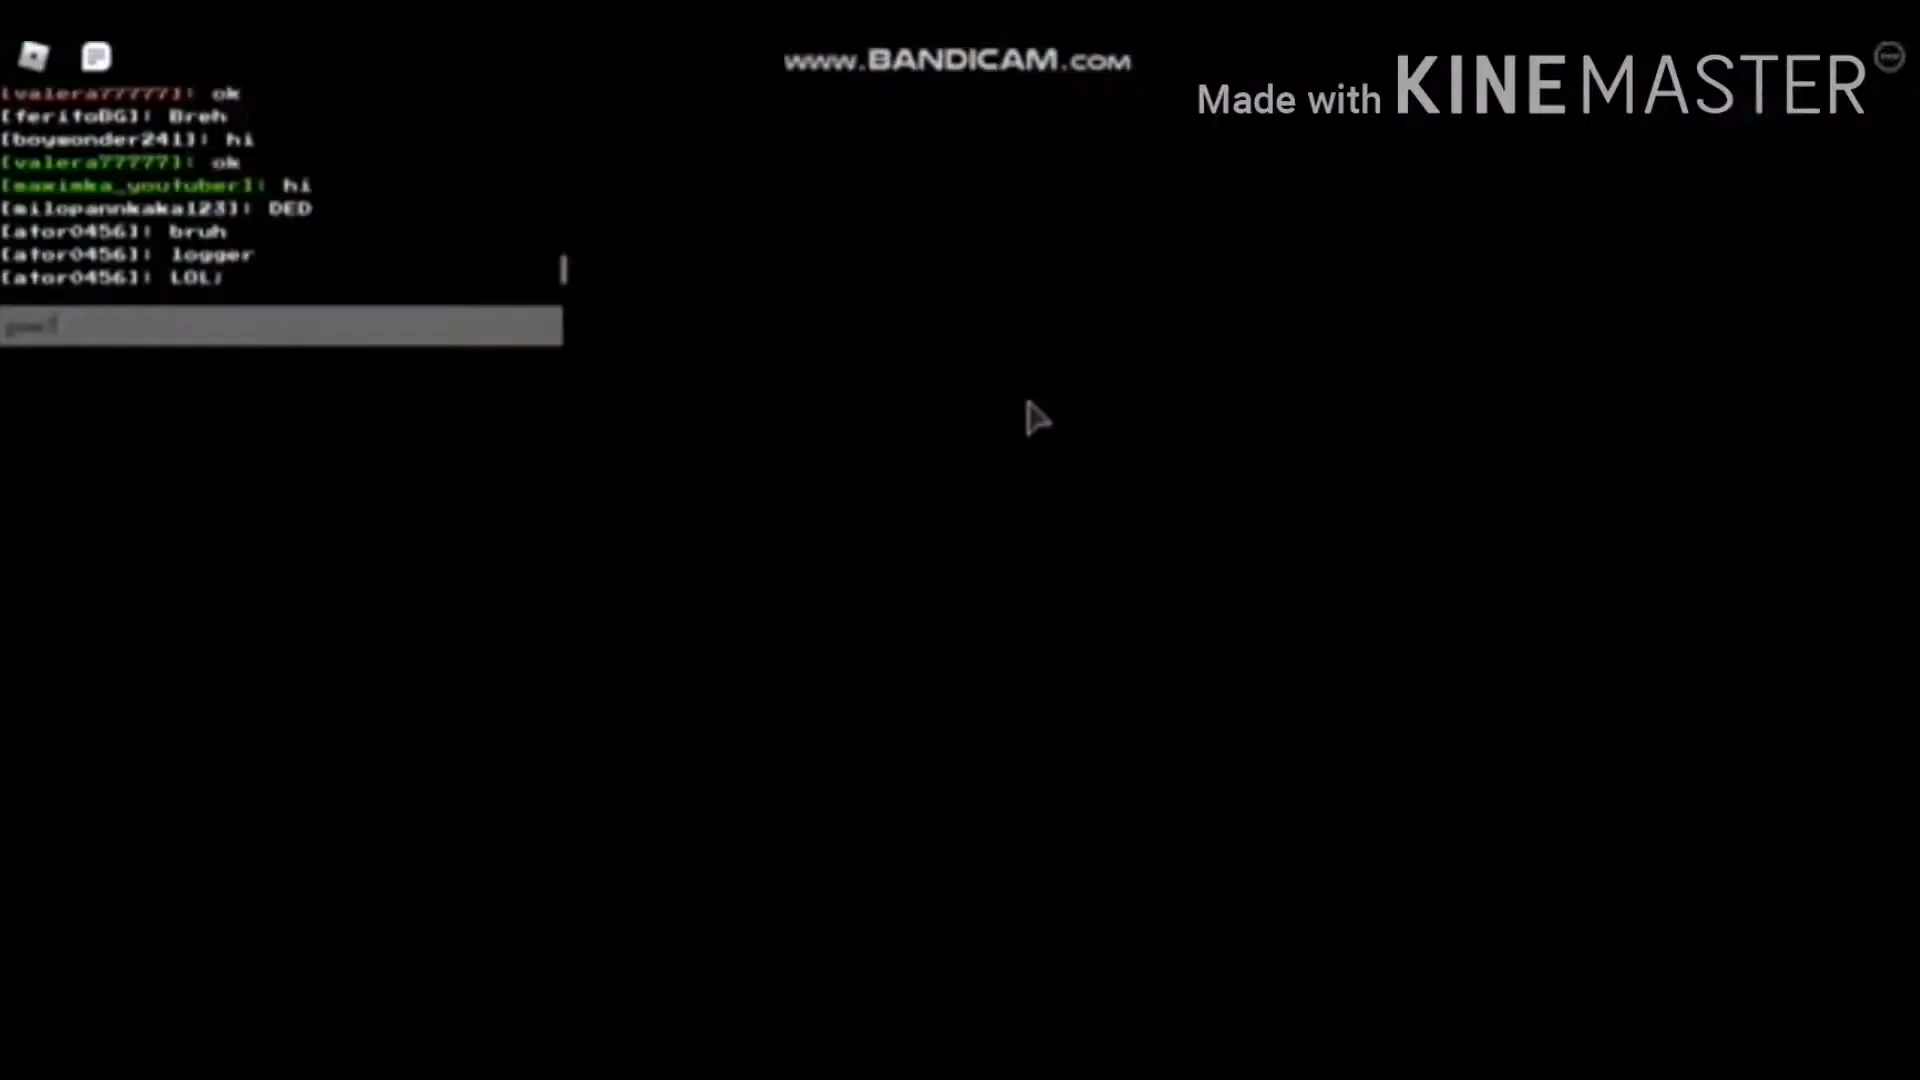 www.BANDICAM.COM
Made with KINEMASTER
[valera77777]: ok
[feritoBG]: Breh
[boywonder241]: hi
[valera77777]: ok
[maximka_youtuber]: hi
[milopannkaka123]: DED
[ator0456]: bruh
[ator0456]: logger
[ator0456]: LOL;